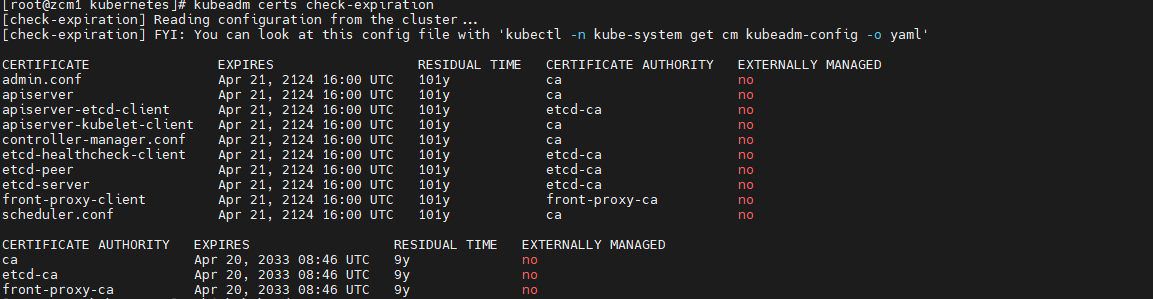 [root@zcm1 kubernetes]# kubeadm certs check-expiration
[check-expiration] Reading configuration from the cluster...
[check-expiration] FYI: You can look at this config file with 'kubectl -n kube-system get cm kubeadm-config -o yaml'
CERTIFICATE EXPIRES RESIDUAL TIME CERTIFICATE AUTHORITY EXTERNALLY MANAGED
admin.conf Apr 21, 2124 16:00 UTC 101y ca no
apiserver Apr 21, 2124 16:00 UTC 101y ca no
apiserver-etcd-client Apr 21, 2124 16:00 UTC 101y etcd-ca no
apiserver-kubelet-client Apr 21, 2124 16:00 UTC 101y ca no
controller-manager.conf Apr 21, 2124 16:00 UTC 101y ca no
etcd-healthcheck-client Apr 21, 2124 16:00 UTC 101y etcd-ca no
etcd-peer Apr 21, 2124 16:00 UTC 101y etcd-ca no
etcd-server Apr 21, 2124 16:00 UTC 101y etcd-ca no
front-proxy-client Apr 21, 2124 16:00 UTC 101y front-proxy-ca no
scheduler.conf Apr 21, 2124 16:00 UTC 101y ca no
CERTIFICATE AUTHORITY EXPIRES RESIDUAL TIME EXTERNALLY MANAGED
ca Apr 20, 2033 08:46 UTC 9y no
etcd-ca Apr 20, 2033 08:46 UTC 9y no
front-proxy-ca Apr 20, 2033 08:46 UTC 9y no